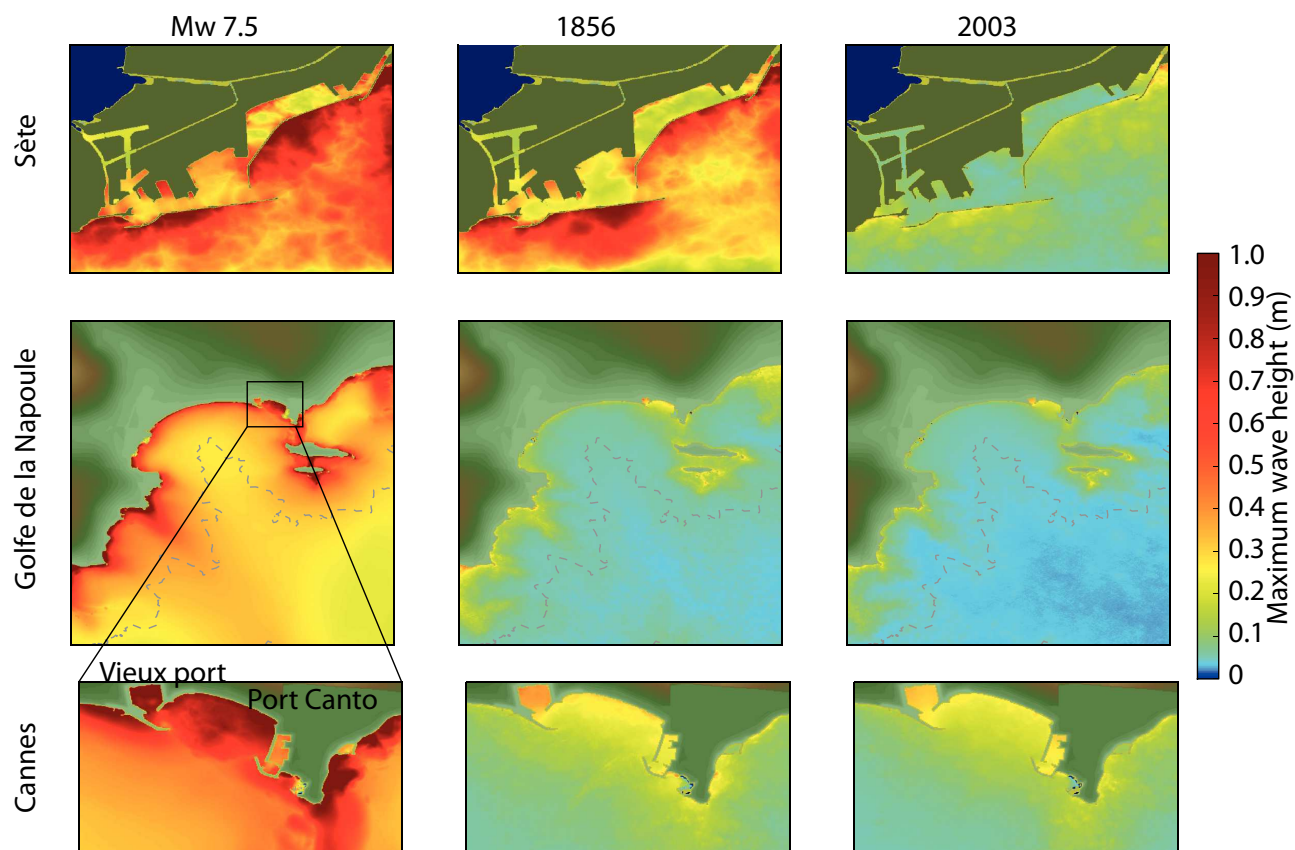 Mw 7.5
1856
2003
Sète
1.0
0.9
0.8
0.7
0.6
0.5
0.4
0.3
0.2
0.1
0
Maximum wave height (m)
Golfe de la Napoule
Vieux port
Port Canto
Cannes